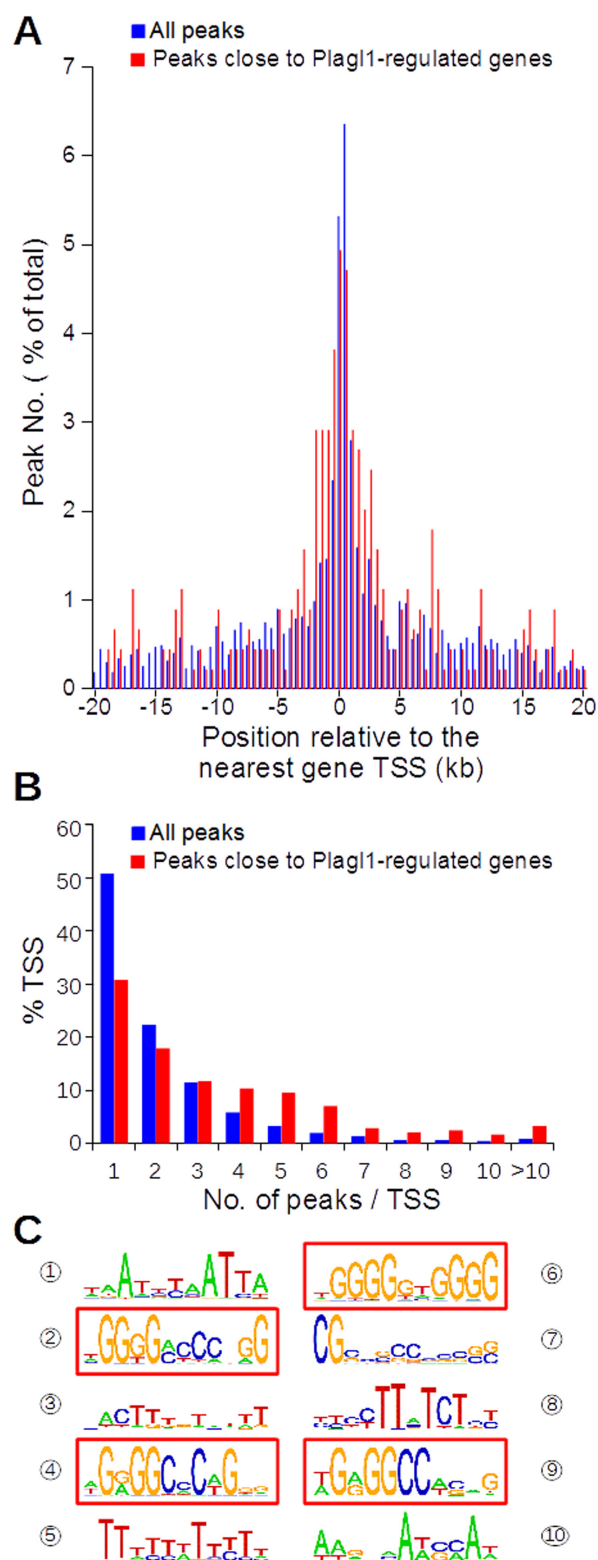 A
All peaks
Peaks close to Plagl1-regulated genes
7
6
5
4
3
2
1
0
Peak No. ( % of total)
-20 -15 -10 -5 0 5 10 15 20
Position relative to the
nearest gene TSS (kb)
B
All peaks
Peaks close to Plagl1-regulated genes
60
50
40
30
20
10
0
% TSS
1 2 3 4 5 6 7 8 9 10 >10
No. of peaks / TSS
C
① ⑥
② ⑦
③ ⑧
④ ⑨
⑤ ⑩